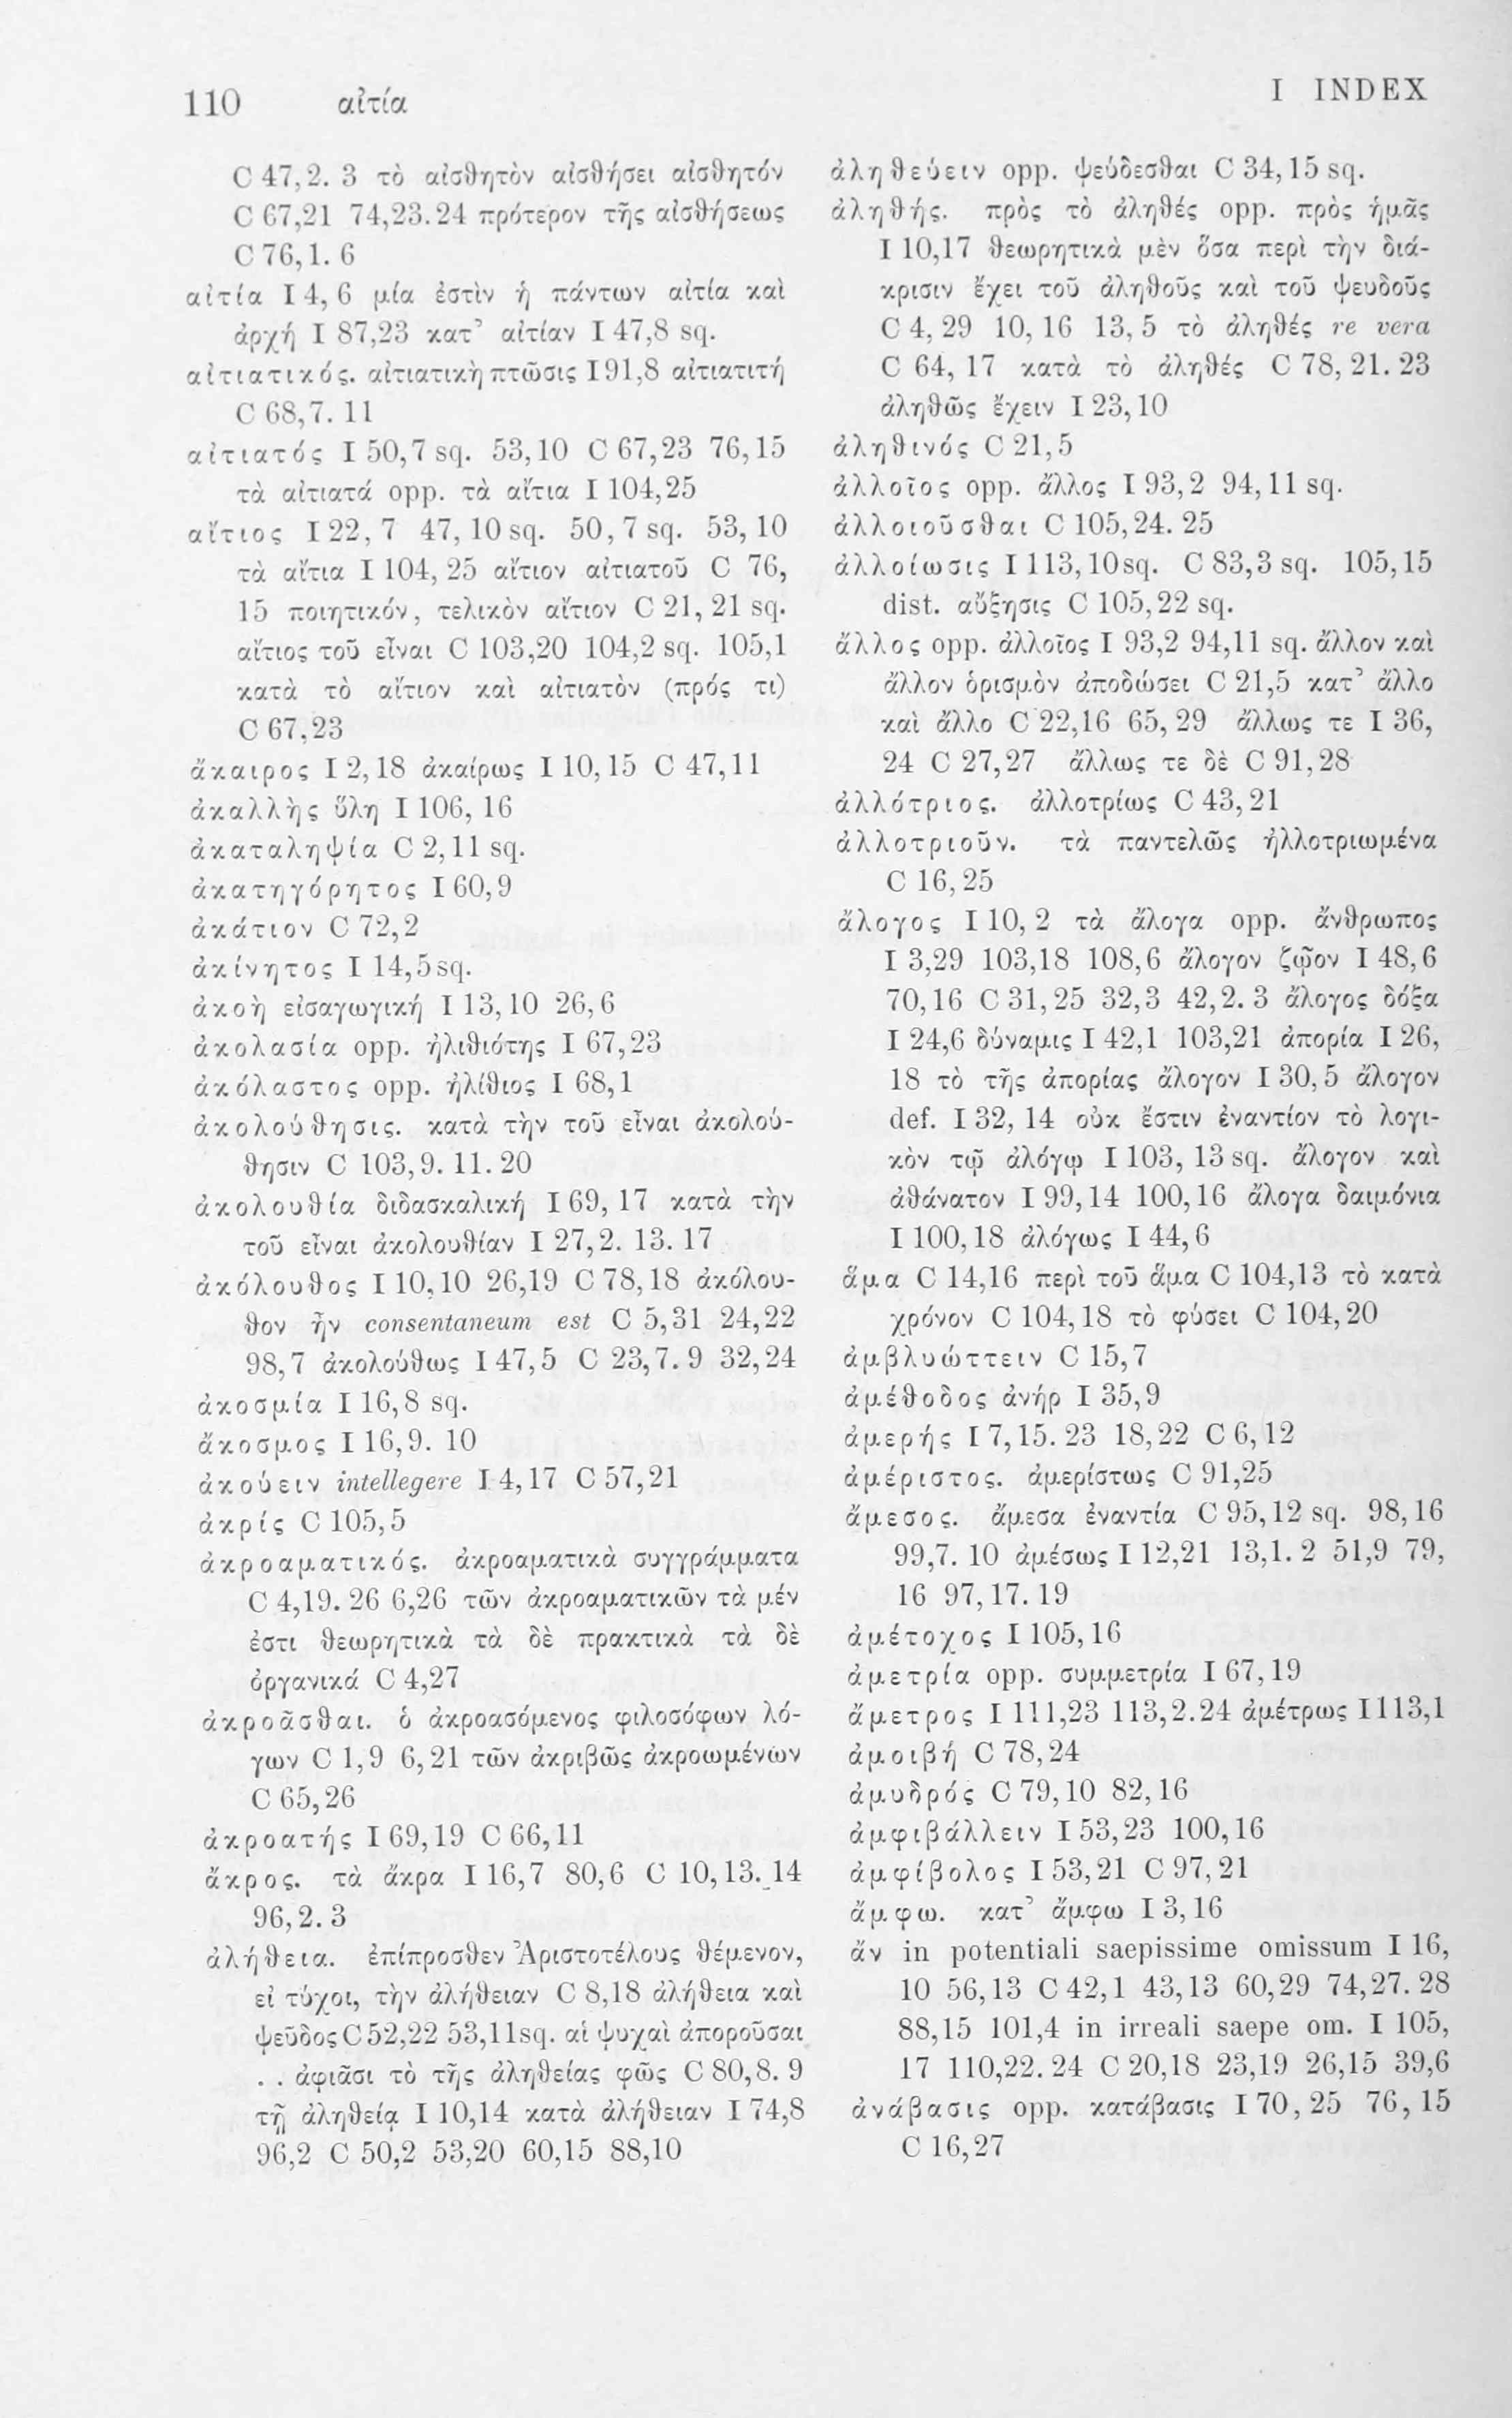 110 αἰτία
I INDEX
C 47,2. 3 τὸ αἰσθητὸν αἰσθήσει αἰσθητόν
C 67,21 74,23.24 πρότερον τῆς αἰσθήσεως
C 76,1. 6
αἰτία I 4, 6 μία ἐστὶν ἡ πάντων αἰτία καὶ
ἀρχή I 87,23 κατ᾽ αἰτίαν I 47,8 sq.
αἰτιατικός. αἰτιατικὴ πτῶσις I 91,8 αἰτιατιτή
C 68,7. 11
αἰτιατός I 50,7 sq. 53,10 C 67,23 76,15
τὰ αἰτιατά opp. τὰ αἴτια I 104,25
αἴτιος I 22, 7 47, 10 sq. 50, 7 sq. 53, 10
τὰ αἴτια I 104, 25 αἴτιον αἰτιατοῦ C 76,
15 ποιητικόν, τελικὸν αἴτιον C 21, 21 sq.
αἴτιος τοῦ εἶναι C 103,20 104,2 sq. 105,1
κατὰ τὸ αἴτιον καὶ αἰτιατὸν (πρός τι)
C 67,23
ἄκαιρος I 2,18 ἀκαίρως I 10,15 C 47,11
ἀκαλλὴς ὕλη I 106, 16
ἀκαταληψία C 2,11 sq.
ἀκατηγόρητος I 60,9
ἀκάτιον C 72,2
ἀκίνητος I 14,5 sq.
ἀκοὴ εἰσαγωγική I 13,10 26,6
ἀκολασία opp. ἠλιθιότης I 67,23
ἀκόλαστος opp. ἠλίθιος I 68,1
ἀκολούθησις. κατὰ τὴν τοῦ εἶναι ἀκολού-
θησιν C 103,9. 11. 20
ἀκολουθία διδασκαλική I 69, 17 κατὰ τὴν
τοῦ εἶναι ἀκολουθίαν I 27,2. 13. 17
ἀκόλουθος I 10,10 26,19 C 78,18 ἀκόλου-
θον ἦν consentaneum est C 5,31 24,22
98,7 ἀκολούθως I 47,5 C 23,7. 9 32,24
ἀκοσμία I 16,8 sq.
ἄκοσμος I 16,9. 10
ἀκούειν intellegere I 4,17 C 57,21
ἀκρίς C 105,5
ἀκροαματικός. ἀκροαματικὰ συγγράμματα
C 4,19. 26 6,26 τῶν ἀκροαματικῶν τὰ μέν
ἐστι θεωρητικὰ τὰ δὲ πρακτικὰ τὰ δὲ
ὀργανικά C 4,27
ἀκροᾶσθαι. ὁ ἀκροασόμενος φιλοσόφων λό-
γων C 1,9 6,21 τῶν ἀκριβῶς ἀκροωμένων
C 65,26
ἀκροατής I 69,19 C 66,11
ἄκρος. τὰ ἄκρα I 16,7 80,6 C 10,13. 14
96,2. 3
ἀλήθεια. ἐπίπροσθεν Ἀριστοτέλους θέμενον,
εἰ τύχοι, τὴν ἀλήθειαν C 8,18 ἀλήθεια καὶ
ψεῦδος C 52,22 53,11sq. αἱ ψυχαὶ ἀποροῦσαι
. . ἀφιᾶσι τὸ τῆς ἀληθείας φῶς C 80,8. 9
τῇ ἀληθείᾳ I 10,14 κατὰ ἀλήθειαν I 74,8
96,2 C 50,2 53,20 60,15 88,10
ἀληθεύειν opp. ψεύδεσθαι C 34,15 sq.
ἀληθής. πρὸς τὸ ἀληθές opp. πρὸς ἡμᾶς
I 10,17 θεωρητικὰ μὲν ὅσα περὶ τὴν διά-
κρισιν ἔχει τοῦ ἀληθοῦς καὶ τοῦ ψευδοῦς
C 4, 29 10, 16 13, 5 τὸ ἀληθές re vera
C 64, 17 κατὰ τὸ ἀληθές C 78, 21. 23
ἀληθῶς ἔχειν I 23,10
ἀληθινός C 21,5
ἀλλοῖος opp. ἄλλος I 93,2 94,11 sq.
ἀλλοιοῦσθαι C 105,24. 25
ἀλλοίωσις I 113,10sq. C 83,3 sq. 105,15
dist. αὔξησις C 105,22 sq.
ἄλλος opp. ἀλλοῖος I 93,2 94,11 sq. ἄλλον καὶ
ἄλλον ὁρισμὸν ἀποδώσει C 21,5 κατ᾽ ἄλλο
καὶ ἄλλο C 22,16 65, 29 ἄλλως τε I 36,
24 C 27,27 ἄλλως τε δὲ C 91,28
ἀλλότριος. ἀλλοτρίως C 43,21
ἀλλοτριοῦν. τὰ παντελῶς ἠλλοτριωμένα
C 16,25
ἄλογος I 10, 2 τὰ ἄλογα opp. ἄνθρωπος
I 3,29 103,18 108,6 ἄλογον ζῷον I 48,6
70,16 C 31,25 32,3 42,2. 3 ἄλογος δόξα
I 24,6 δύναμις I 42,1 103,21 ἀπορία I 26,
18 τὸ τῆς ἀπορίας ἄλογον I 30,5 ἄλογον
def. I 32, 14 οὐκ ἔστιν ἐναντίον τὸ λογι-
κὸν τῷ ἀλόγῳ I 103, 13 sq. ἄλογον καὶ
ἀθάνατον I 99,14 100,16 ἄλογα δαιμόνια
I 100,18 ἀλόγως I 44,6
ἅμα C 14,16 περὶ τοῦ ἅμα C 104,13 τὸ κατὰ
χρόνον C 104,18 τὸ φύσει C 104,20
ἀμβλυώττειν C 15,7
ἀμέθοδος ἀνήρ I 35,9
ἀμερής I 7,15. 23 18,22 C 6,12
ἀμέριστος. ἀμερίστως C 91,25
ἄμεσος. ἄμεσα ἐναντία C 95,12 sq. 98,16
99,7. 10 ἀμέσως I 12,21 13,1. 2 51,9 79,
16 97,17. 19
ἀμέτοχος I 105,16
ἀμετρία opp. συμμετρία I 67,19
ἄμετρος I 111,23 113,2.24 ἀμέτρως I 113,1
ἀμοιβή C 78,24
ἀμυδρός C 79,10 82,16
ἀμφιβάλλειν I 53,23 100,16
ἀμφίβολος I 53,21 C 97,21
ἄμφω. κατ᾽ ἄμφω I 3,16
ἄν in potentiali saepissime omissum I 16,
10 56,13 C 42,1 43,13 60,29 74,27. 28
88,15 101,4 in irreali saepe om. I 105,
17 110,22. 24 C 20,18 23,19 26,15 39,6
ἀνάβασις opp. κατάβασις I 70, 25 76, 15
C 16,27